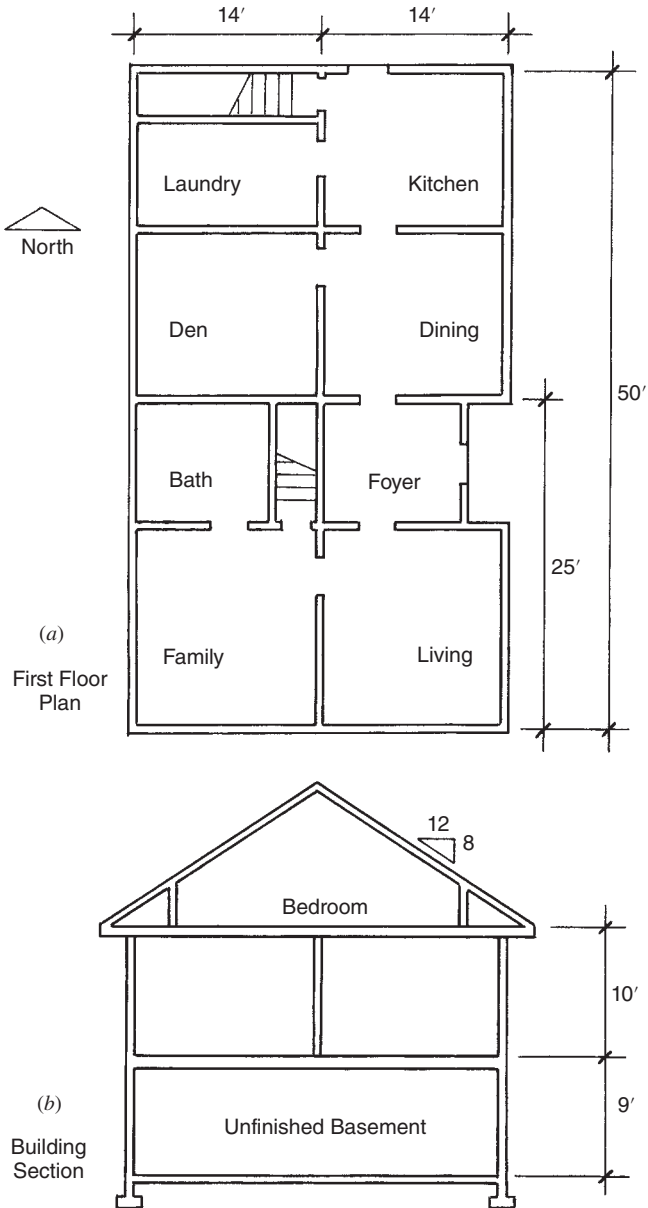 14′ 14′
Laundry Kitchen
North
Den Dining
50′
Bath Foyer
25′
(a)
Family Living
First Floor
Plan
12
8
Bedroom
10′
(b)
9′
Unfinished Basement
Building
Section